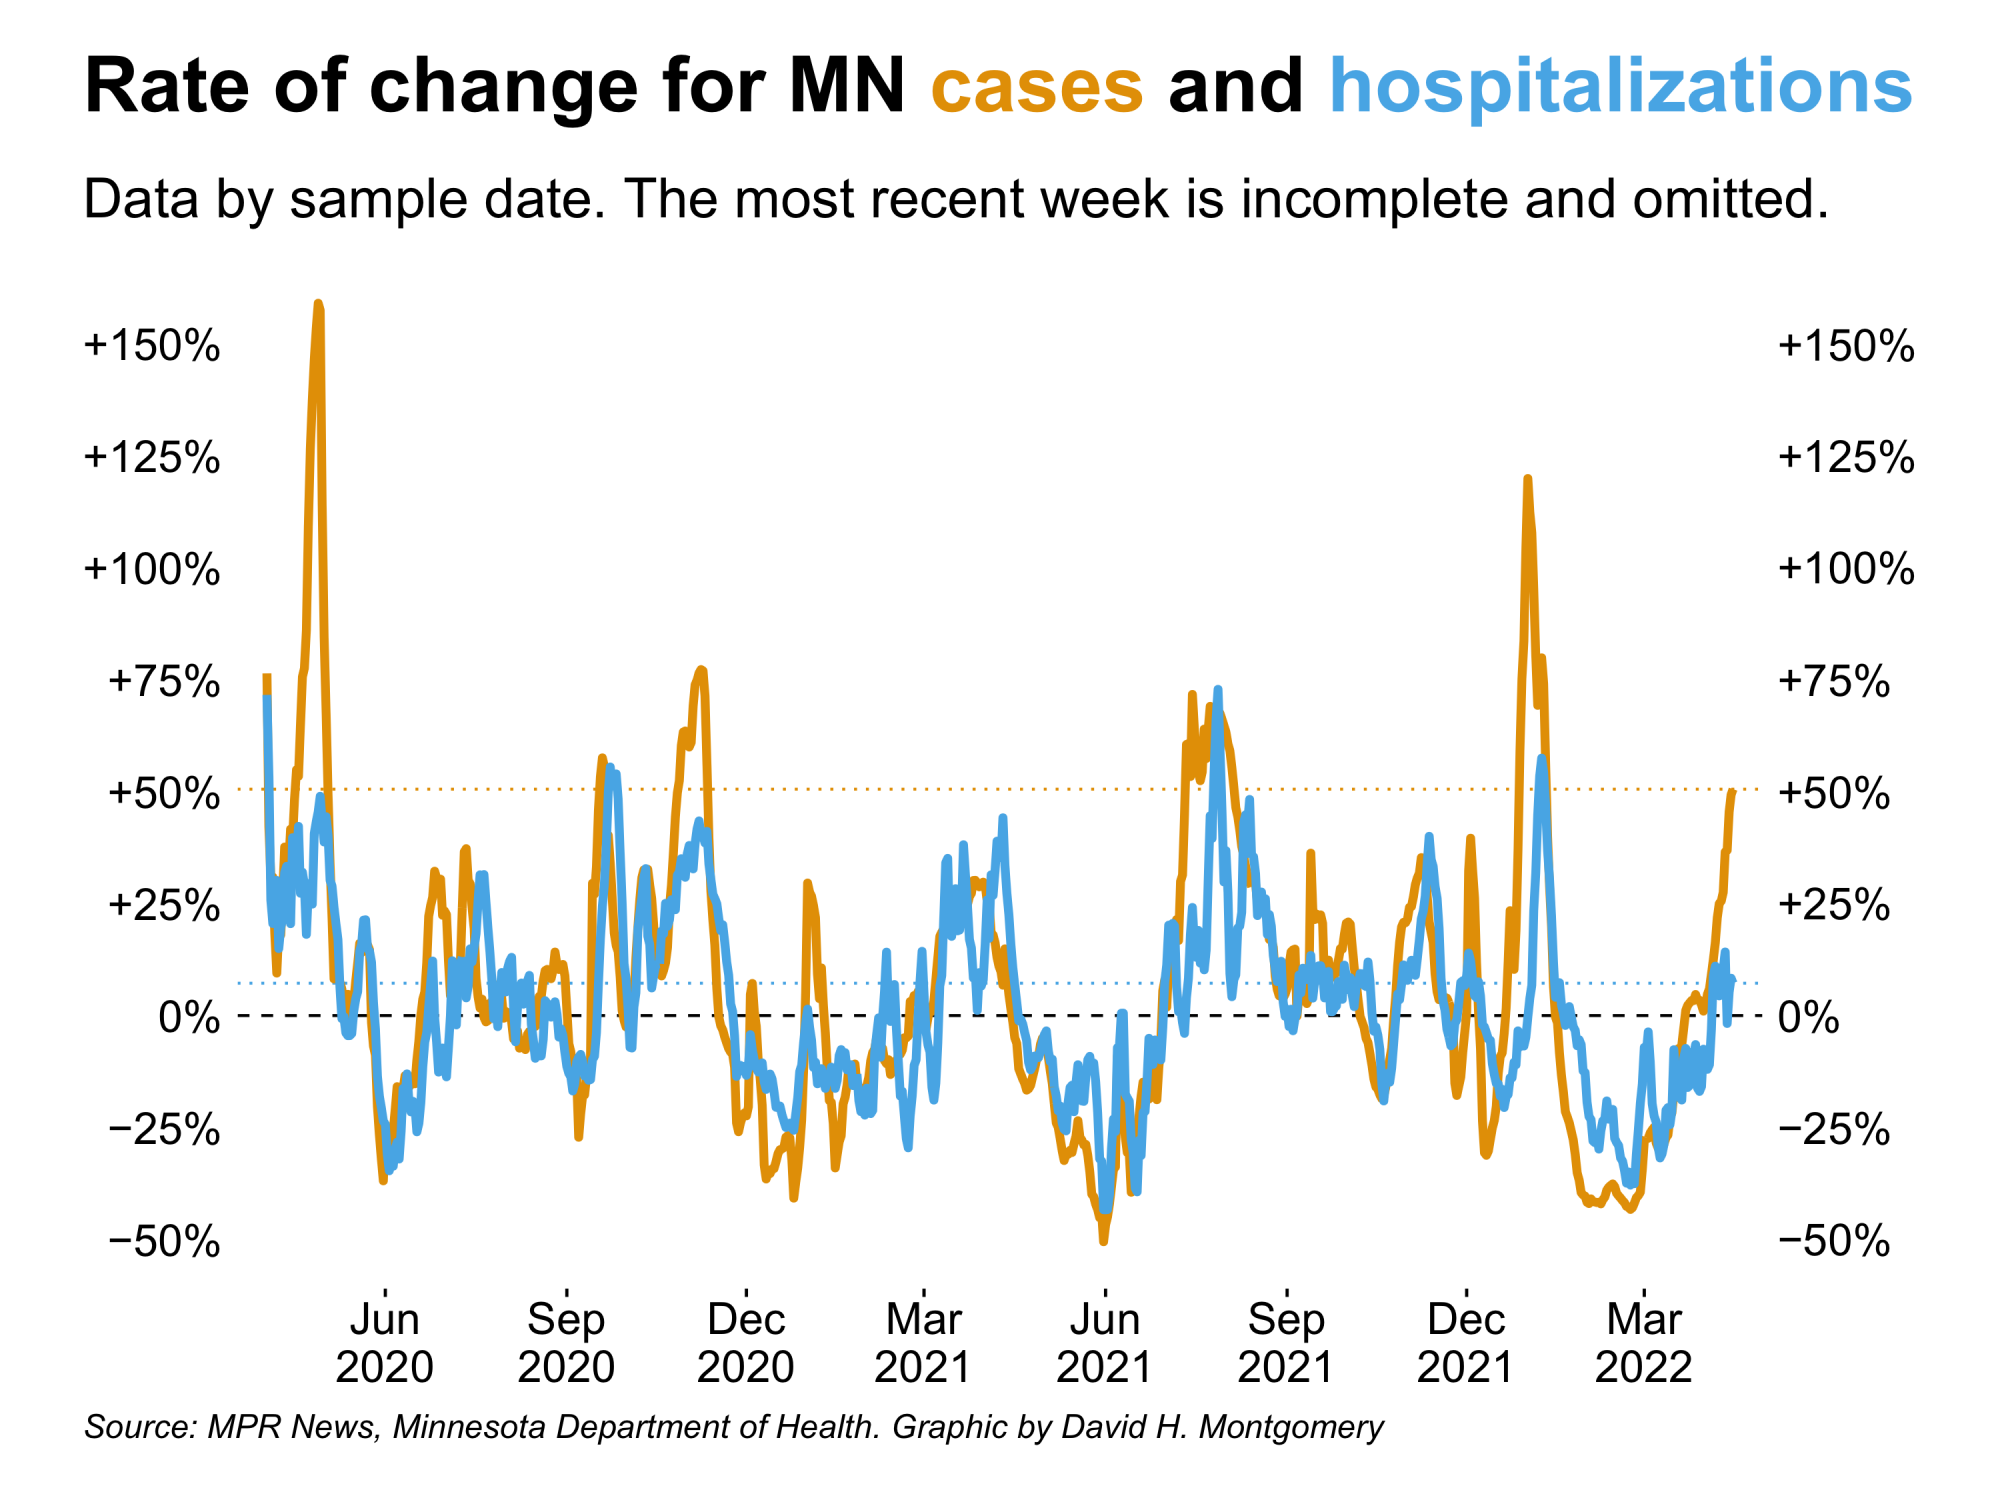 Rate of change for MN cases and hospitalizations
Data by sample date. The most recent week is incomplete and omitted.
+150% +150%
+125% +125%
+100% +100%
+75% +75%
+50% +50%
+25% +25%
0% 0%
−25% −25%
−50% −50%
Jun Sep Dec Mar Jun Sep Dec Mar
2020 2020 2020 2021 2021 2021 2021 2022
Source: MPR News, Minnesota Department of Health. Graphic by David H. Montgomery